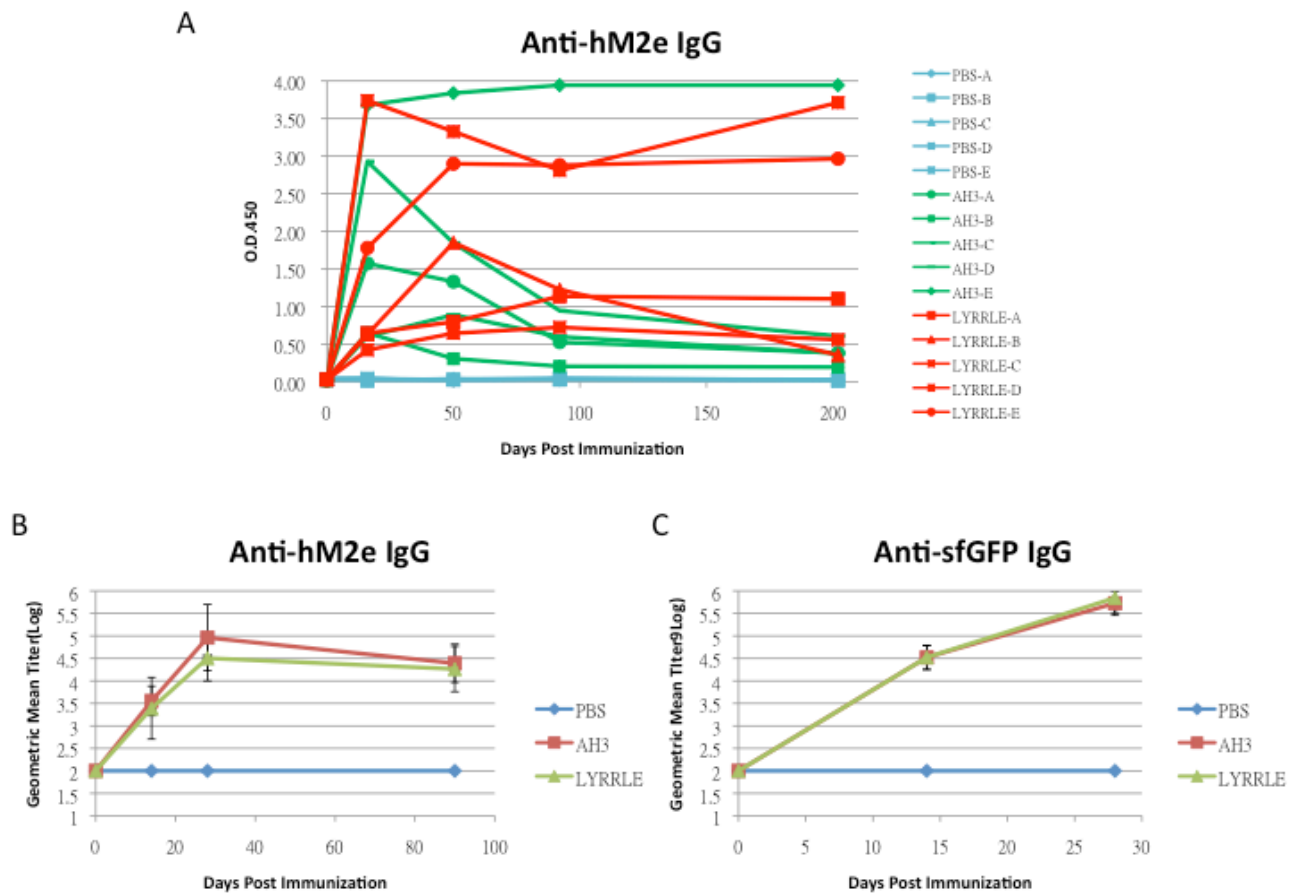 A
Anti-hM2e IgG
4.00
3.50
3.00
2.50
2.00
1.50
1.00
0.50
0.00
O.D.450
0 50 100 150 200
Days Post Immunization
PBS-A
PBS-B
PBS-C
PBS-D
PBS-E
AH3-A
AH3-B
AH3-C
AH3-D
AH3-E
LYRRLE-A
LYRRLE-B
LYRRLE-C
LYRRLE-D
LYRRLE-E
B
Anti-hM2e IgG
6
5.5
5
4.5
4
3.5
3
2.5
2
1.5
1
Geometric Mean Titer(Log)
0 20 40 60 80 100
Days Post Immunization
PBS
AH3
LYRRLE
C
Anti-sfGFP IgG
6
5.5
5
4.5
4
3.5
3
2.5
2
1.5
1
Geometric Mean Titer9Log)
0 5 10 15 20 25 30
Days Post Immunization
PBS
AH3
LYRRLE